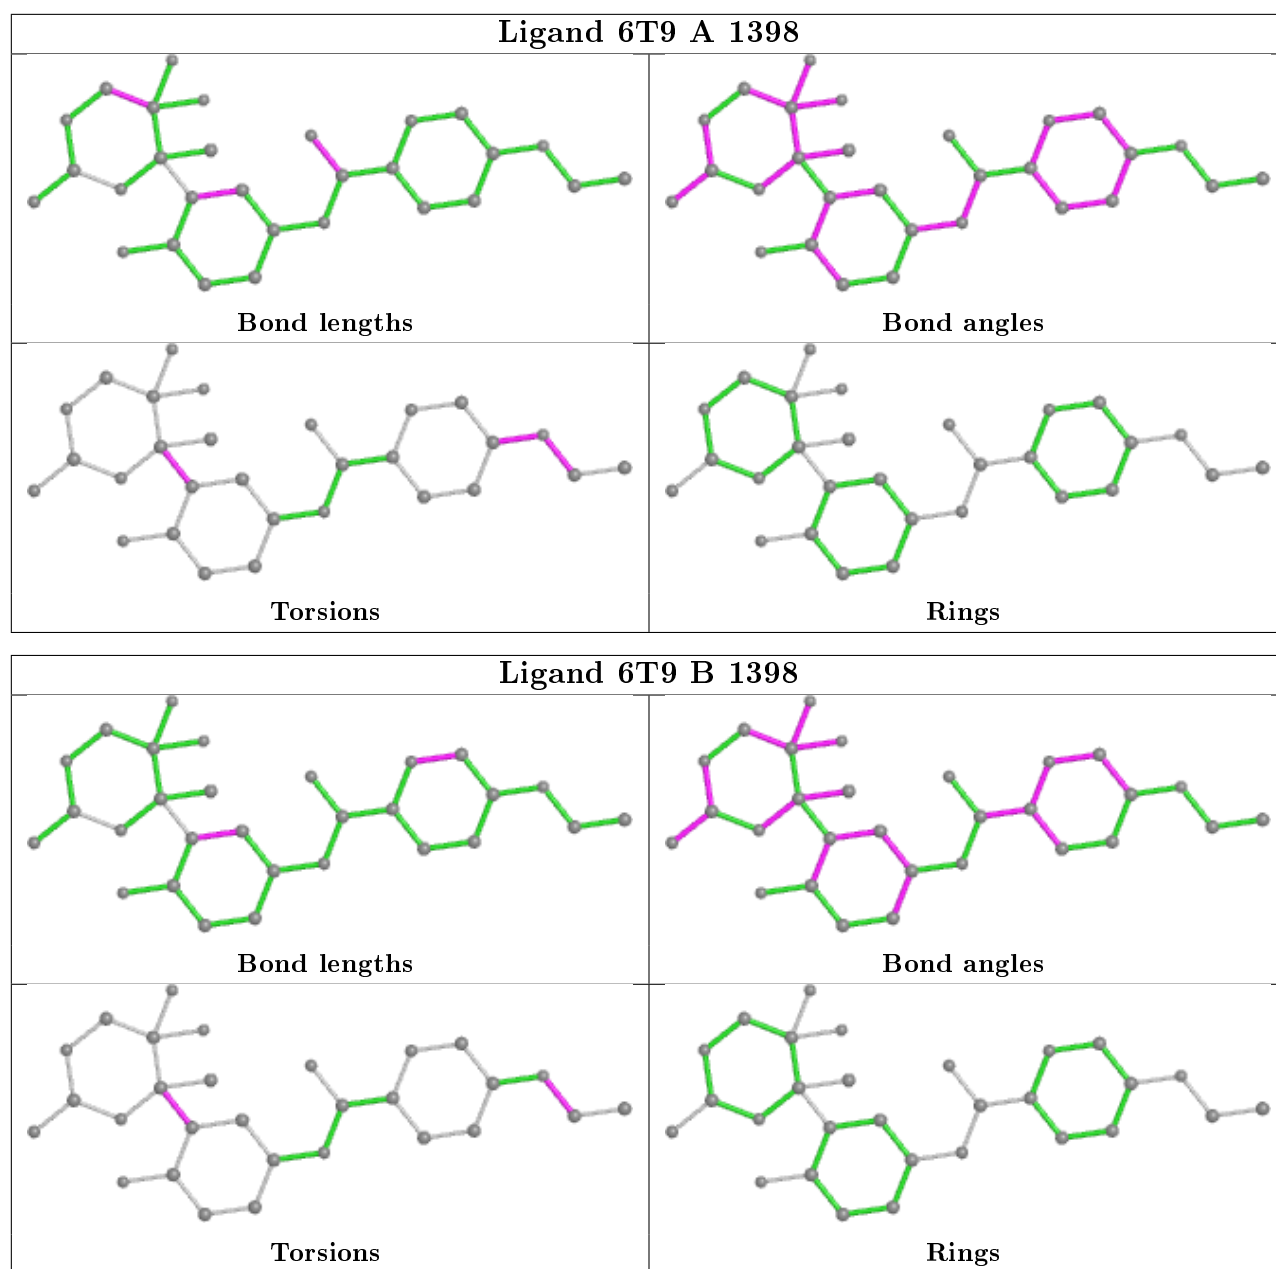 Ligand 6T9 A 1398
Bond lengths
Bond angles
Torsions
Rings
Ligand 6T9 B 1398
Bond lengths
Bond angles
Torsions
Rings